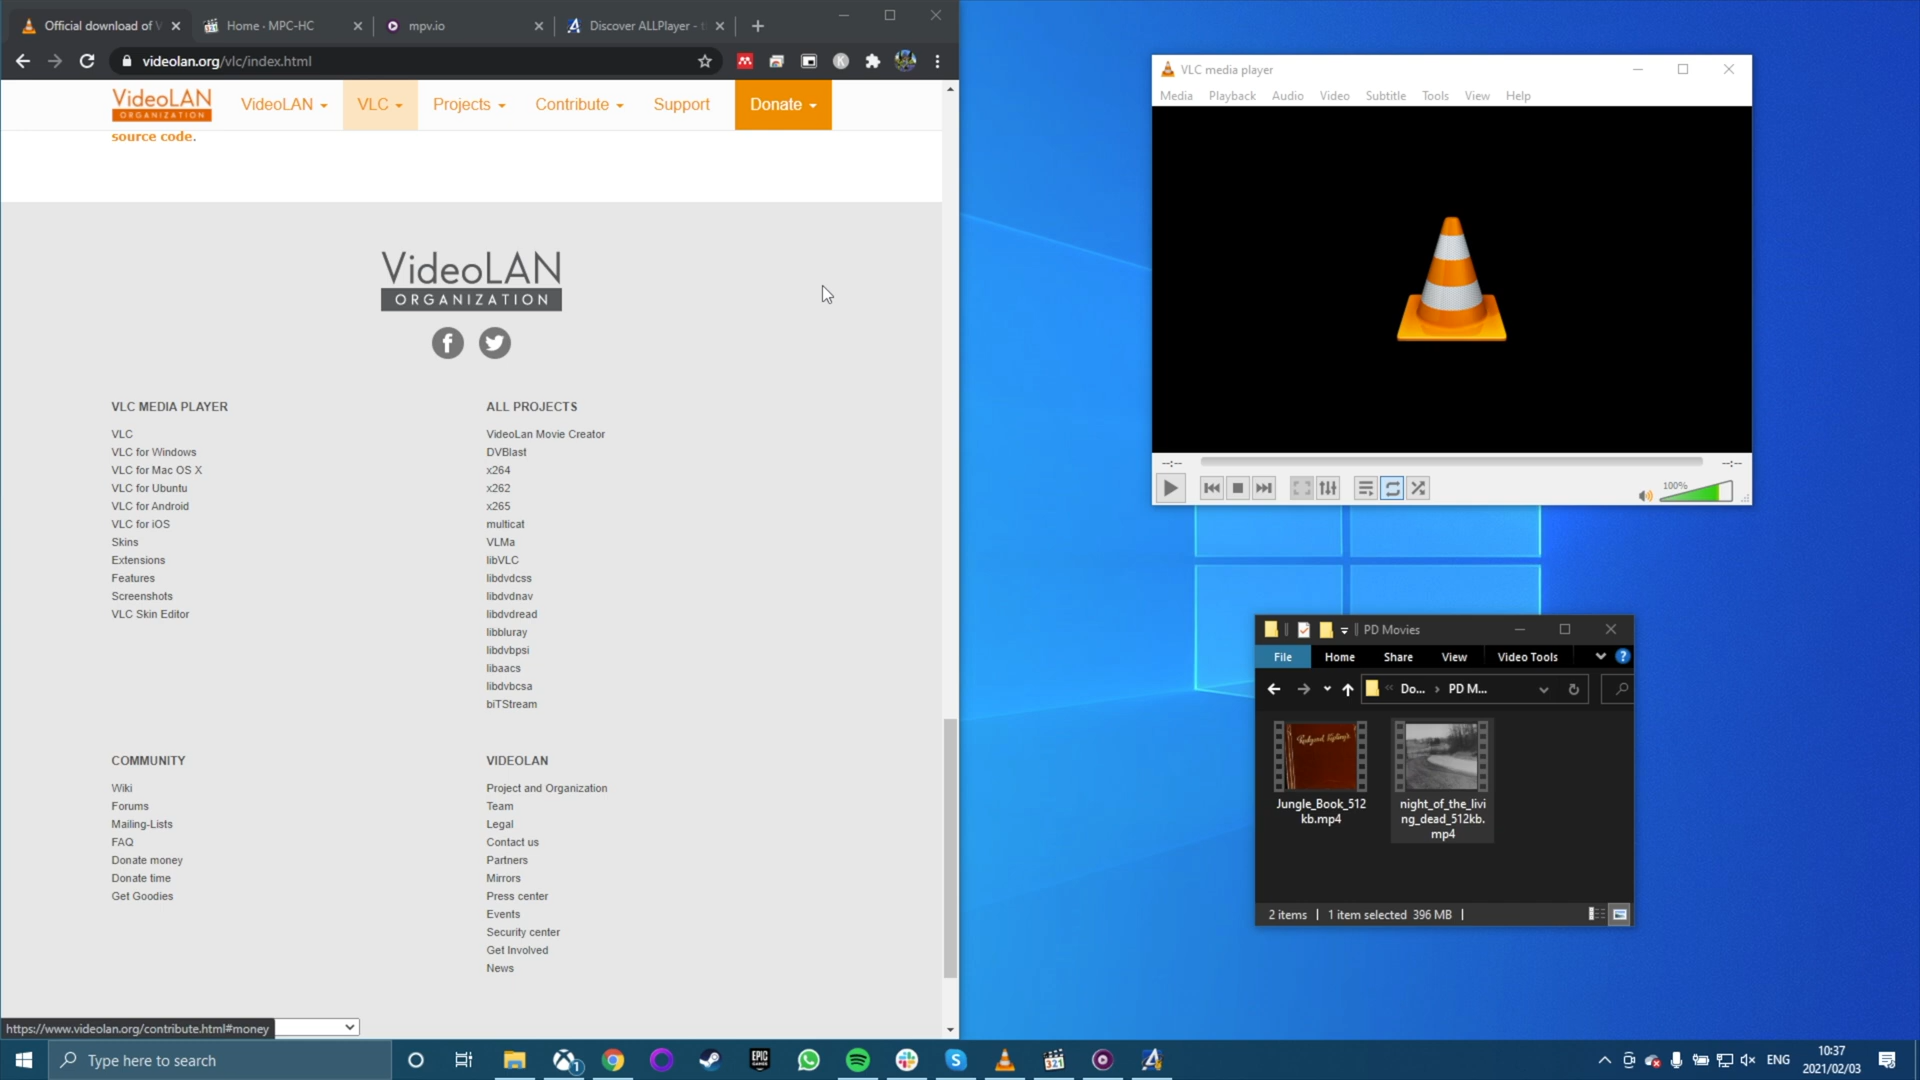 Official download of V
Home · MPC-HC
mpv.io
Discover ALLPlayer - t
videolan.org/vlc/index.html
VideoLAN
ORGANIZATION
VideoLAN
VLC
Projects
Contribute
Support
Donate
source code.
VideoLAN
ORGANIZATION
VLC MEDIA PLAYER
VLC
VLC for Windows
VLC for Mac OS X
VLC for Ubuntu
VLC for Android
VLC for iOS
Skins
Extensions
Features
Screenshots
VLC Skin Editor
ALL PROJECTS
VideoLan Movie Creator
DVBlast
x264
x262
x265
multicat
VLMa
libVLC
libdvdcss
libdvdnav
libdvdread
libbluray
libdvbpsi
libaacs
libdvbcsa
biTStream
COMMUNITY
Wiki
Forums
Mailing-Lists
FAQ
Donate money
Donate time
Get Goodies
VIDEOLAN
Project and Organization
Team
Legal
Contact us
Partners
Mirrors
Press center
Events
Security center
Get Involved
News
https://www.videolan.org/contribute.html#money
VLC media player
Media Playback Audio Video Subtitle Tools View Help
--:-- --:--
100%
PD Movies
File Home Share View Video Tools
Do... › PD M...
Rudyard Kipling's
Jungle_Book_512
kb.mp4
night_of_the_livi
ng_dead_512kb.
mp4
2 items | 1 item selected 396 MB |
Type here to search
1
EPIC
GAMES
321
ENG
10:37
2021/02/03